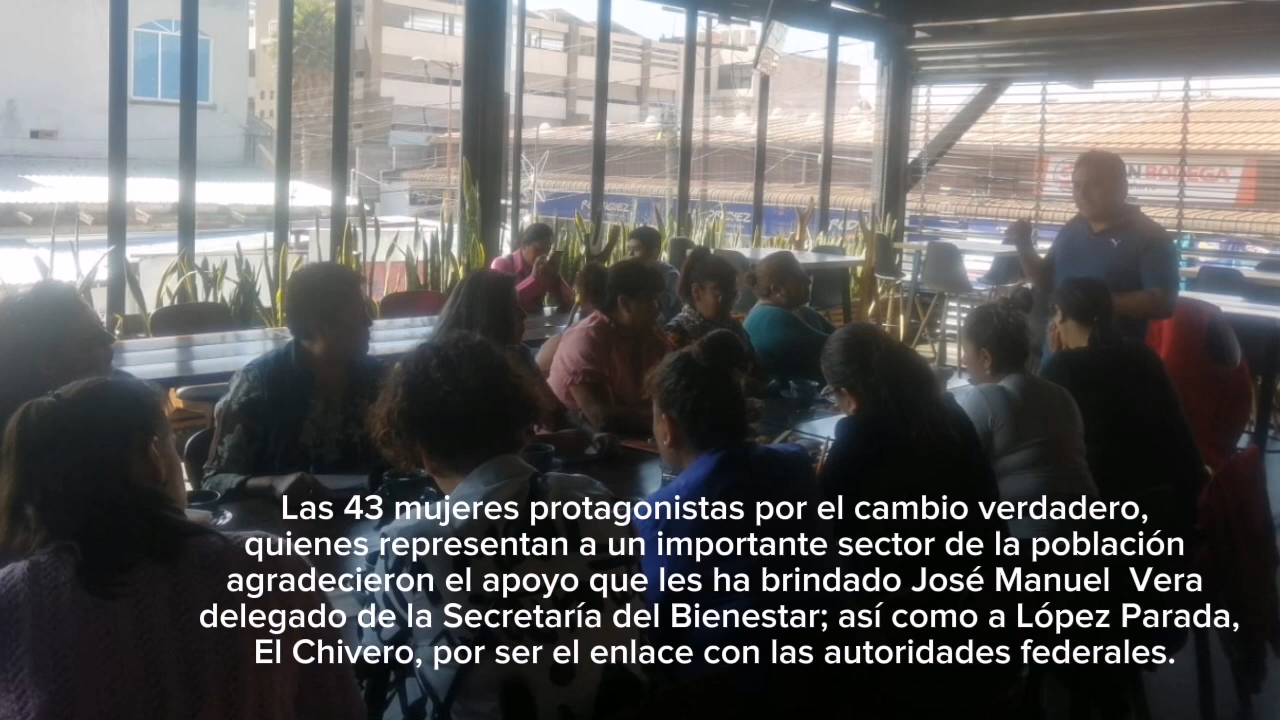 BODEGA
Las 43 mujeres protagonistas por el cambio verdadero,
quienes representan a un importante sector de la población
agradecieron el apoyo que les ha brindado José Manuel  Vera
delegado de la Secretaría del Bienestar; así como a López Parada,
El Chivero, por ser el enlace con las autoridades federales.